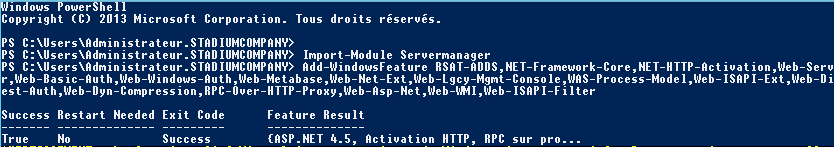 Windows PowerShell
Copyright (C) 2013 Microsoft Corporation. Tous droits réservés.
PS C:\Users\Administrateur.STADIUMCOMPANY>
PS C:\Users\Administrateur.STADIUMCOMPANY> Import-Module Servermanager
PS C:\Users\Administrateur.STADIUMCOMPANY> Add-WindowsFeature RSAT-ADDS,NET-Framework-Core,NET-HTTP-Activation,Web-Serv
r,Web-Basic-Auth,Web-Windows-Auth,Web-Metabase,Web-Net-Ext,Web-Lgcy-Mgmt-Console,WAS-Process-Model,Web-ISAPI-Ext,Web-Di
est-Auth,Web-Dyn-Compression,RPC-Over-HTTP-Proxy,Web-Asp-Net,Web-WMI,Web-ISAPI-Filter
Success Restart Needed Exit Code Feature Result
------- -------------- --------- --------------
True No Success {ASP.NET 4.5, Activation HTTP, RPC sur pro...